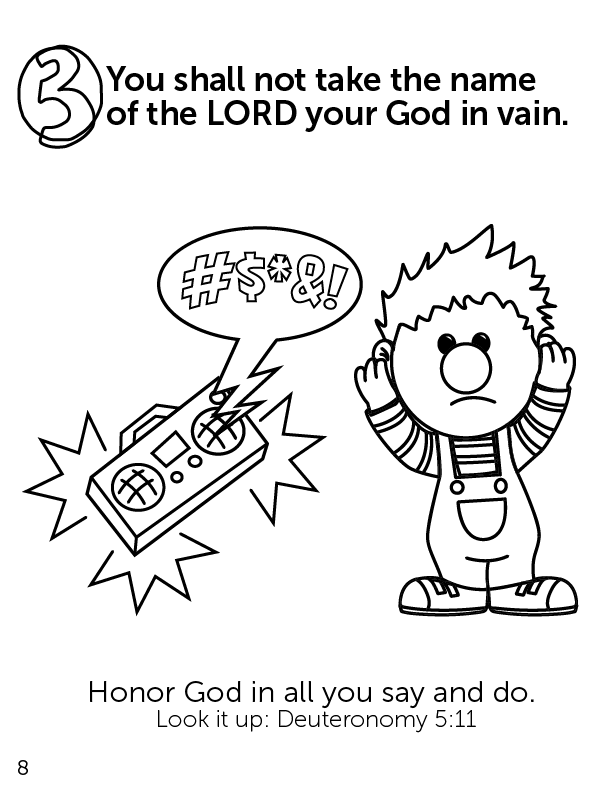 3 You shall not take the name
of the LORD your God in vain.
#$*&!
Honor God in all you say and do.
Look it up: Deuteronomy 5:11
8